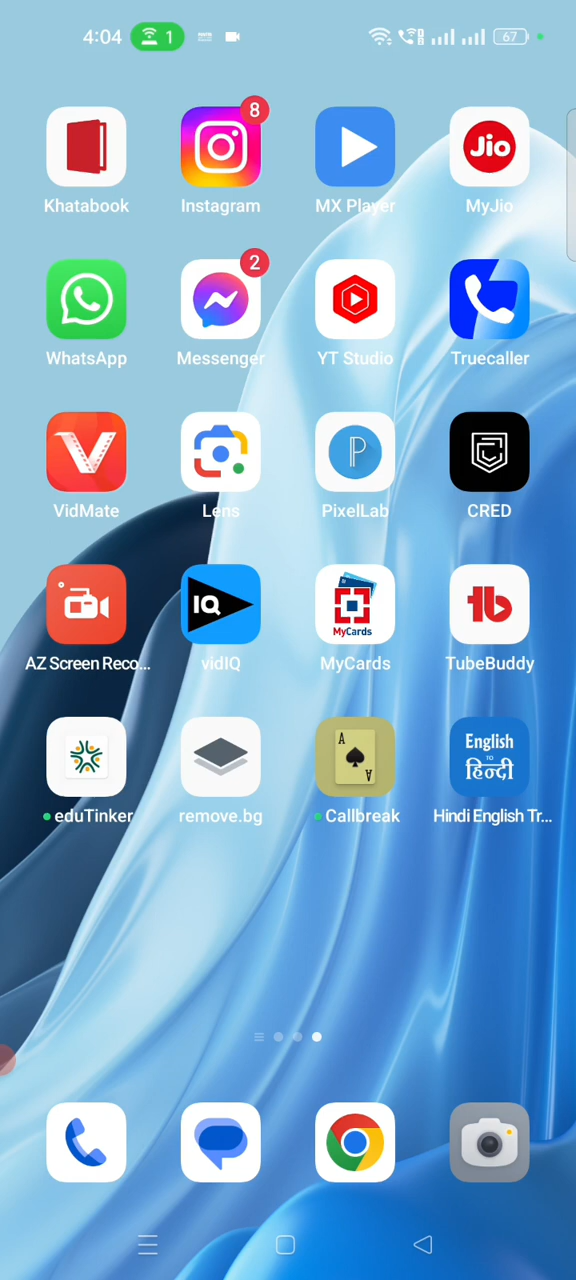 4:04
1
67
8
Khatabook
Instagram
MX Player
Jio
MyJio
2
WhatsApp
Messenger
YT Studio
Truecaller
VidMate
Lens
P
PixelLab
CRED
IQ
MyCards
AZ Screen Reco...
vidIQ
MyCards
TubeBuddy
A
A
English
TO
हिन्दी
eduTinker
remove.bg
Callbreak
Hindi English Tr...